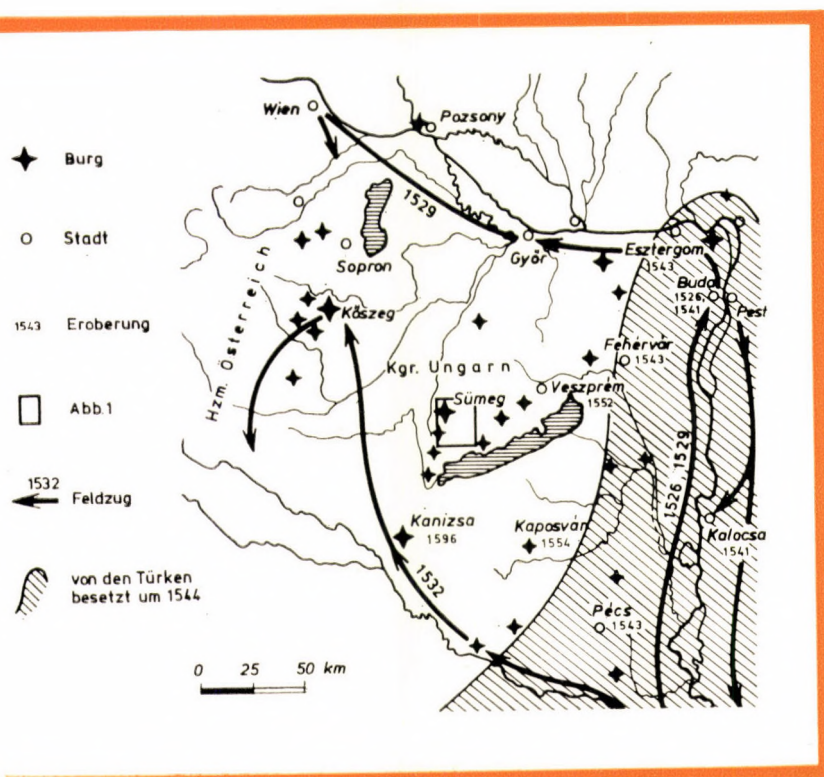 Burg
Stadt
1543 Eroberung
Abb.1
1532
Feldzug
von den Türken
besetzt um 1544
0 25 50 km
Wien
Pozsony
1529
Sopron
Győr
Esztergom
1543
Buda
1526,
1541
Pest
Hzm. Österreich
Kőszeg
Kgr. Ungarn
Fehérvár
1543
Sümeg
Veszprém
1552
1526, 1529
Kanizsa
1596
Kaposvár
1554
Kalocsa
1541
1532
Pécs
1543